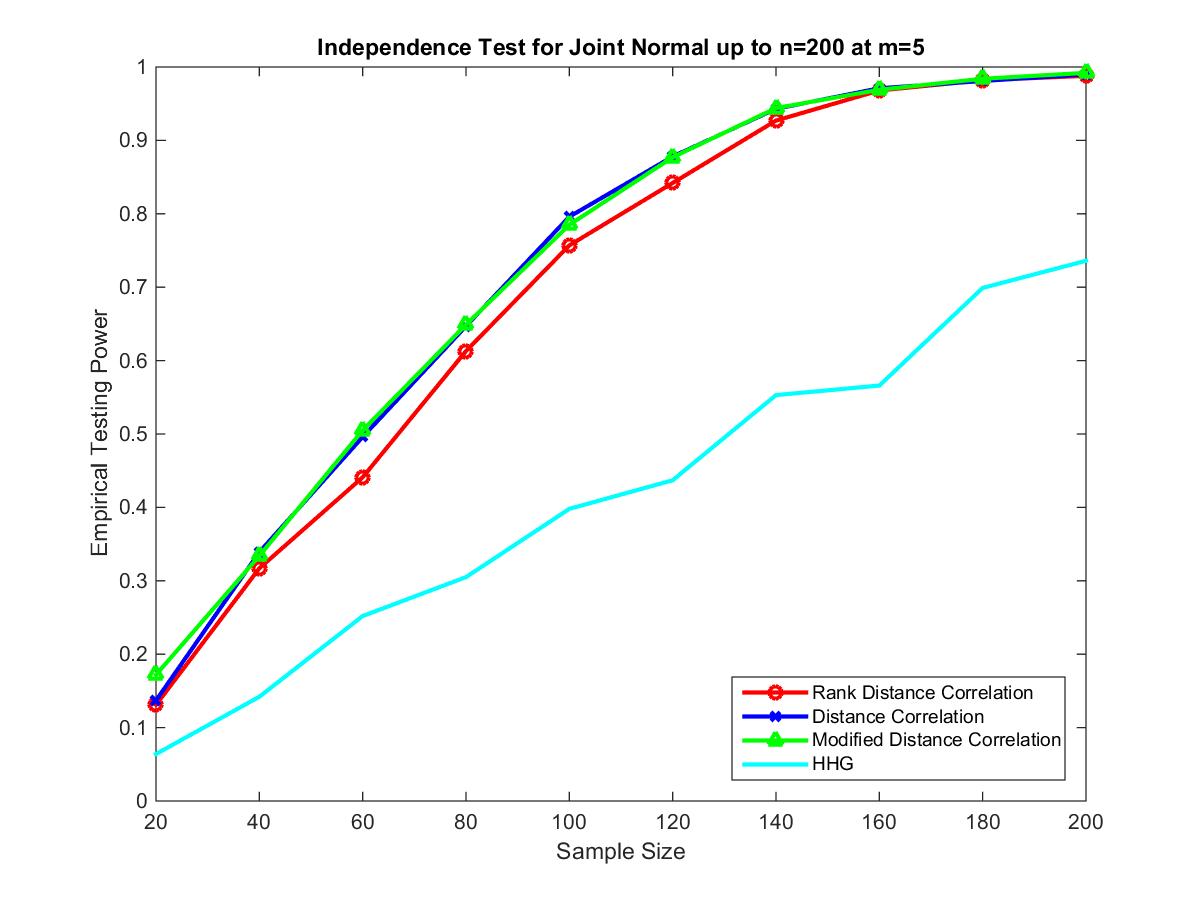 Independence Test for Joint Normal up to n=200 at m=5
1
0.9
0.8
0.7
0.6
0.5
0.4
0.3
0.2
0.1
0
Empirical Testing Power
Rank Distance Correlation
Distance Correlation
Modified Distance Correlation
HHG
20 40 60 80 100 120 140 160 180 200
Sample Size